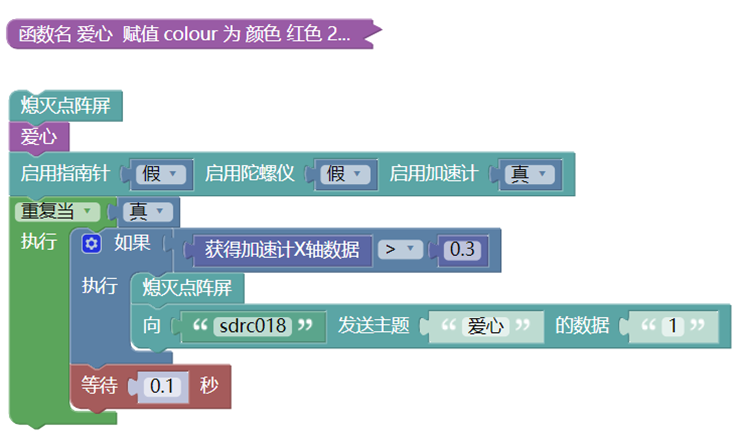 函数名 爱心 赋值 colour 为 颜色 红色 2...
熄灭点阵屏
爱心
启用指南针 假 启用陀螺仪 假 启用加速计 真
重复当 真
执行 如果 获得加速计X轴数据 > 0.3
执行 熄灭点阵屏
向 “ sdrc018 ” 发送主题 “ 爱心 ” 的数据 “ 1 ”
等待 0.1 秒